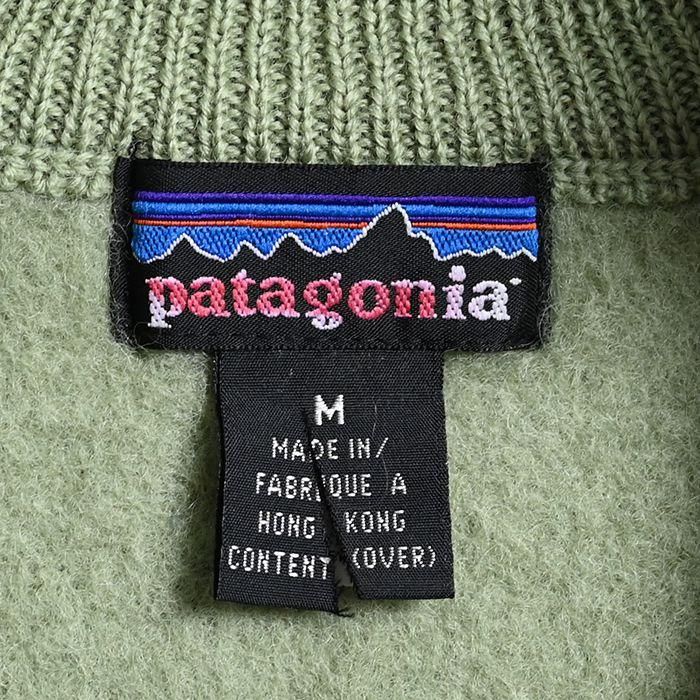 patagonia
M
MADE IN/
FABRIQUE A
HONG KONG
CONTENT (OVER)